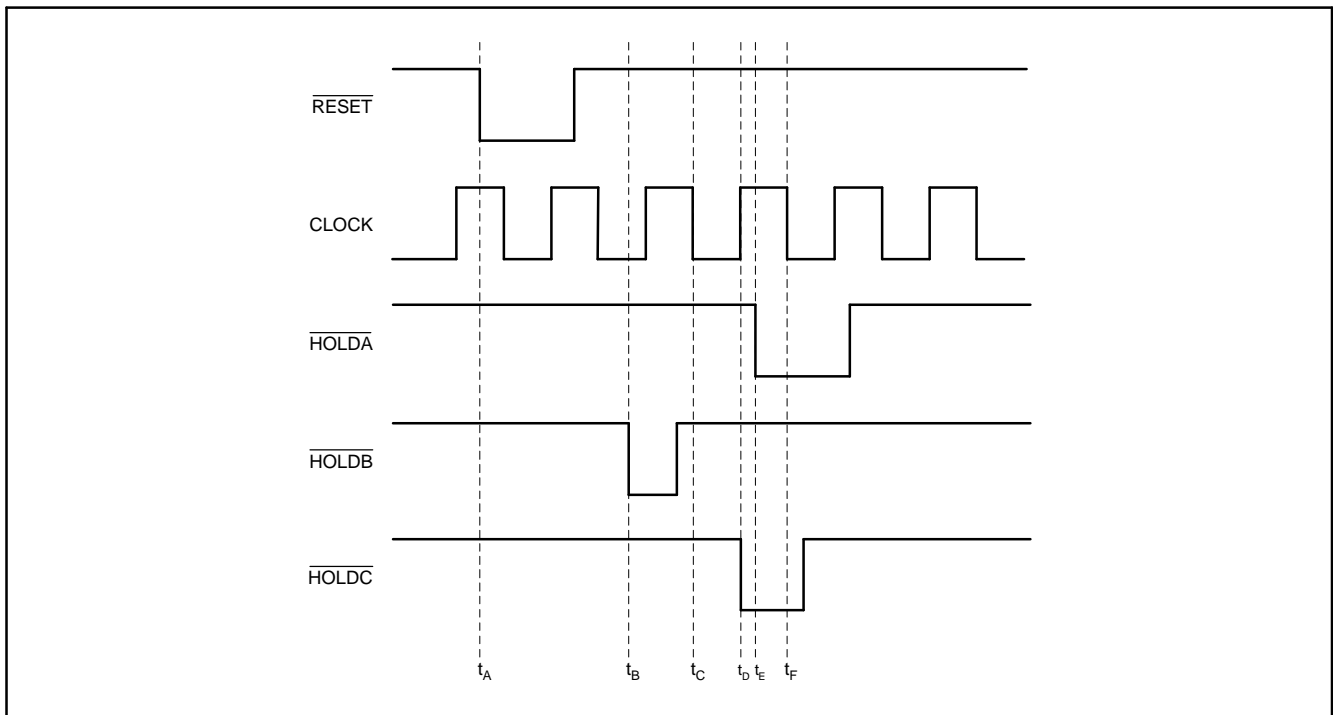 RESET
CLOCK
HOLDA
HOLDB
HOLDC
tA tB tC tD tE tF